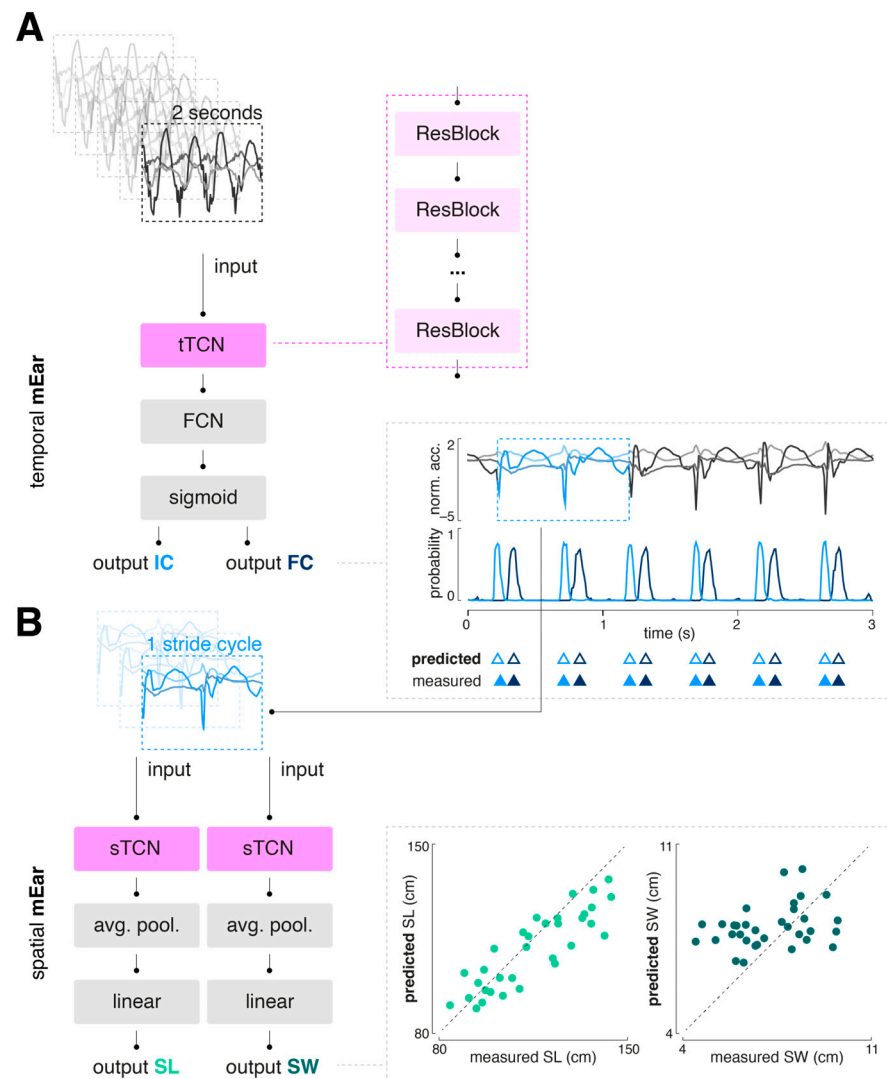 A
2 seconds
input
temporal mEar
tTCN
FCN
sigmoid
output IC
output FC
ResBlock
ResBlock
...
ResBlock
norm. acc.
2
−5
probability
1
0
0
1
2
3
time (s)
predicted
measured
B
1 stride cycle
input
input
spatial mEar
sTCN
sTCN
avg. pool.
avg. pool.
linear
linear
output SL
output SW
150
predicted SL (cm)
80
80
150
measured SL (cm)
11
predicted SW (cm)
4
4
11
measured SW (cm)